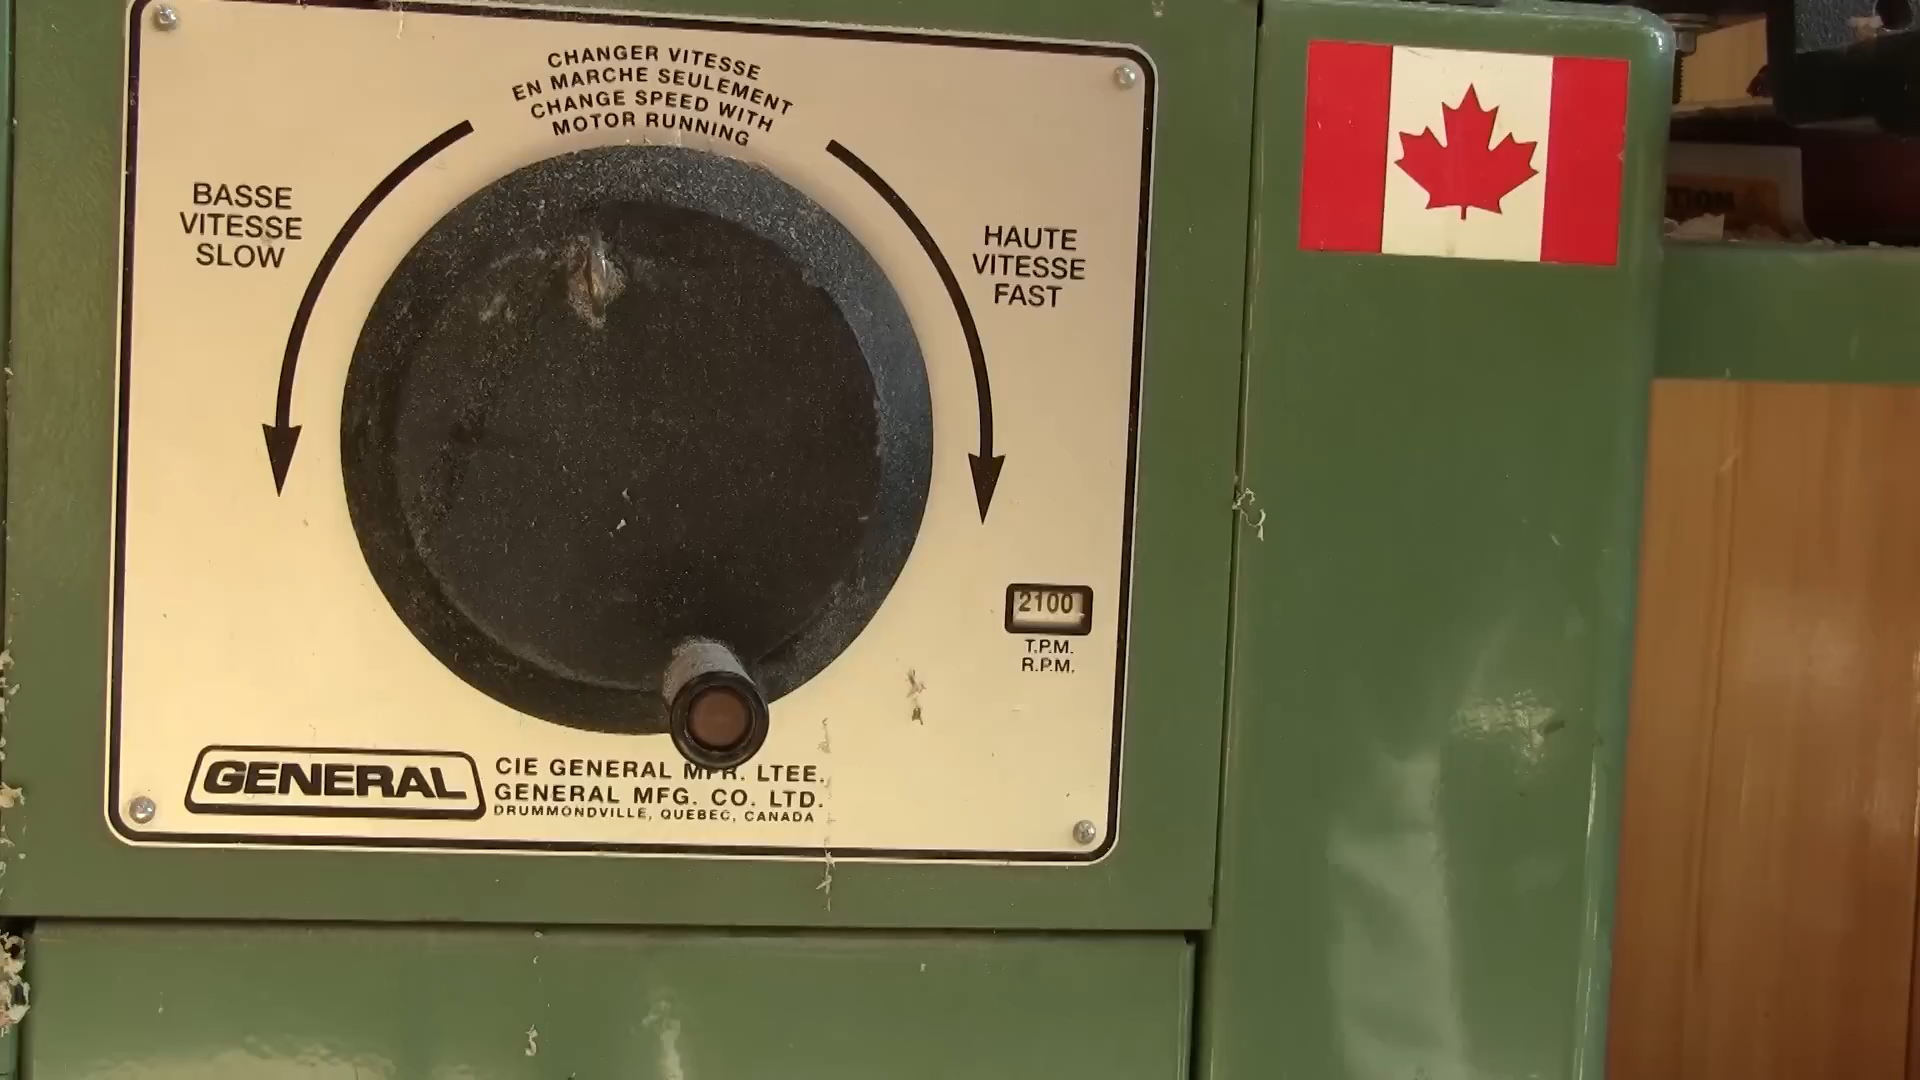 CHANGER VITESSE
EN MARCHE SEULEMENT
CHANGE SPEED WITH
MOTOR RUNNING
BASSE
VITESSE
SLOW
HAUTE
VITESSE
FAST
2100
T.P.M.
R.P.M.
GENERAL
CIE GENERAL MFR. LTEE.
GENERAL MFG. CO. LTD.
DRUMMONDVILLE, QUEBEC, CANADA